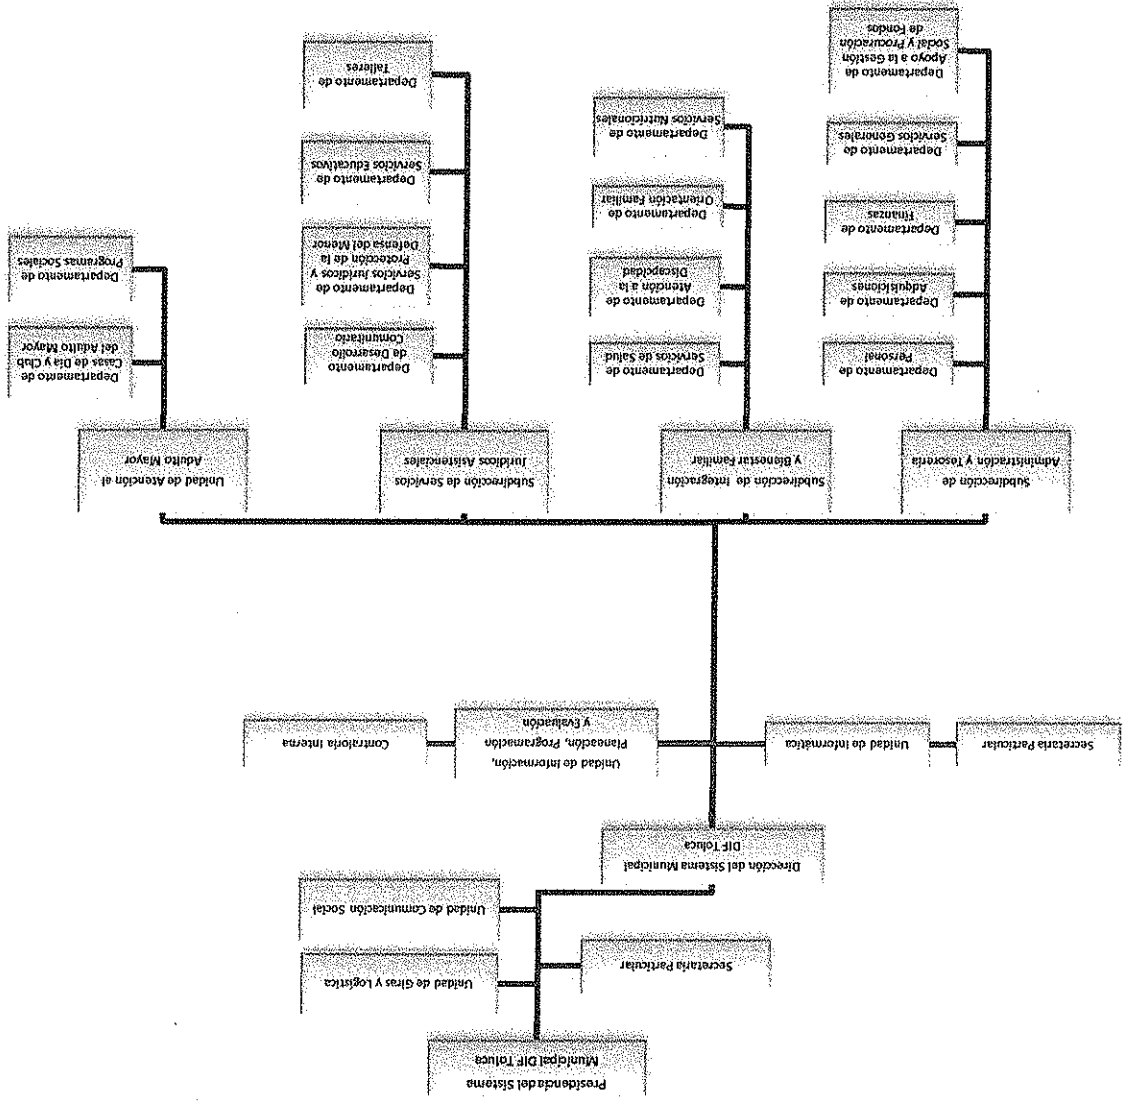 Presidencia del Sistema
Municipal DIF Toluca
Unidad de Giras y Logística
Secretaria Particular
Unidad de Comunicación Social
Dirección del Sistema Municipal
DIF Toluca
Secretaria Particular
Unidad de Informática
Unidad de Información,
Planeación, Programación
y Evaluación
Contraloría Interna
Subdirección de
Administración y Tesorería
Departamento de
Personal
Departamento de
Adquisiciones
Departamento de
Finanzas
Departamento de
Servicios Generales
Departamento de
Apoyo a la Gestión
Social y Procuración
de Fondos
Subdirección de Integración
y Bienestar Familiar
Departamento de
Servicios de Salud
Departamento de
Atención a la
Discapcidad
Departamento de
Orientación Familiar
Departamento de
Servicios Nutricionales
Subdirección de Servicios
Jurídicos Asistenciales
Departamento
de Desarrollo
Comunitario
Departamento de
Servicios Jurídicos y
Protección de la
Defensa del Menor
Departamento de
Servicios Educativos
Departamento de
Talleres
Unidad de Atención al
Adulto Mayor
Departamento de
Casas de Día y Club
del Adulto Mayor
Departamento de
Programas Sociales